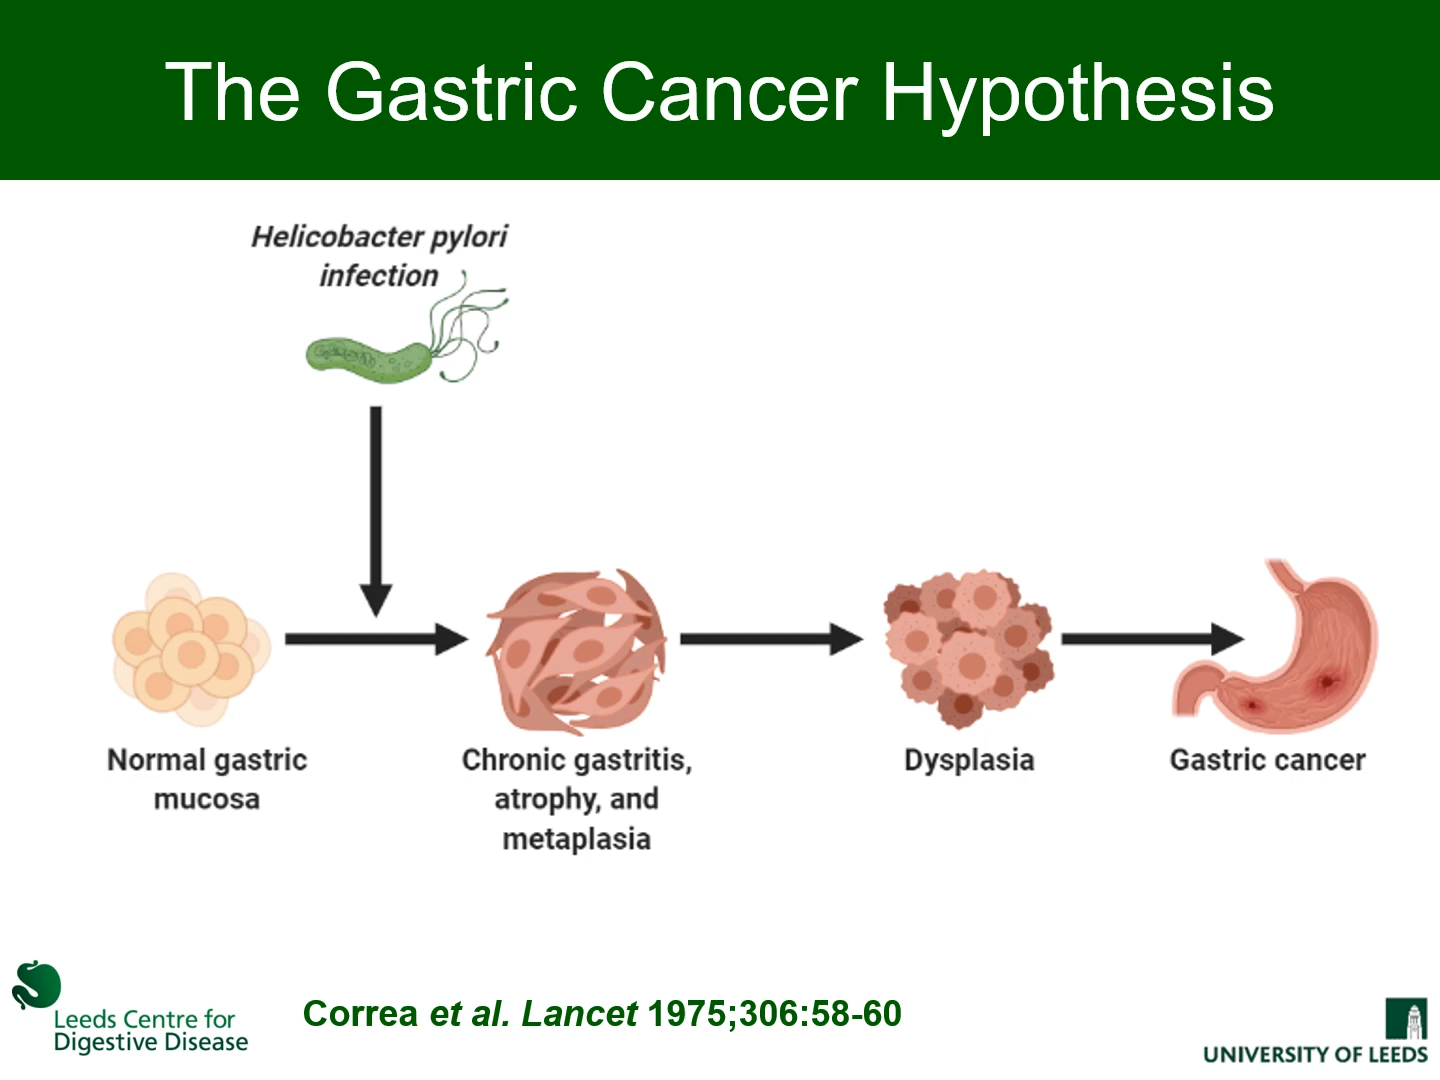 The Gastric Cancer Hypothesis
Helicobacter pylori
infection
Normal gastric
mucosa
Chronic gastritis,
atrophy, and
metaplasia
Dysplasia
Gastric cancer
Leeds Centre for
Digestive Disease
Correa et al. Lancet 1975;306:58-60
UNIVERSITY OF LEEDS